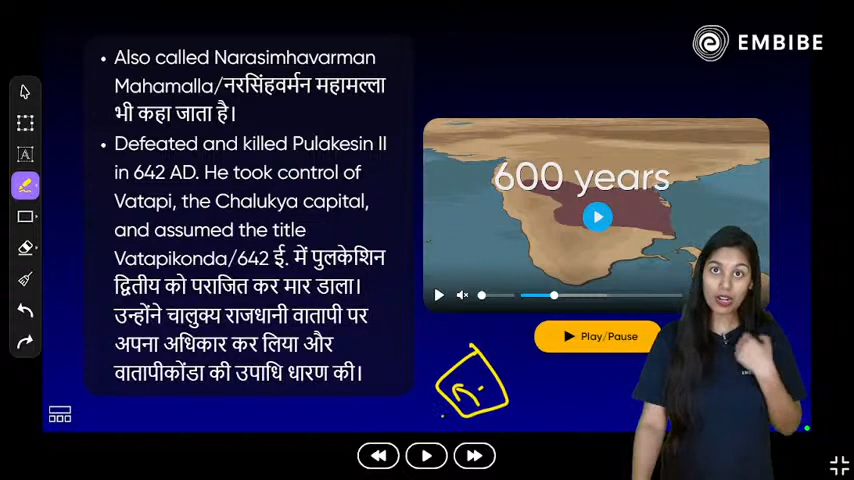 • Also called Narasimhavarman
Mahamalla/नरसिंहवर्मन महामल्ला
भी कहा जाता है।
• Defeated and killed Pulakesin II
in 642 AD. He took control of
Vatapi, the Chalukya capital,
and assumed the title
Vatapikonda/642 ई. में पुलकेशिन
द्वितीय को पराजित कर मार डाला।
उन्होंने चालुक्य राजधानी वातापी पर
अपना अधिकार कर लिया और
वातापीकोंडा की उपाधि धारण की।
EMBIBE
600 years
Play/Pause
A